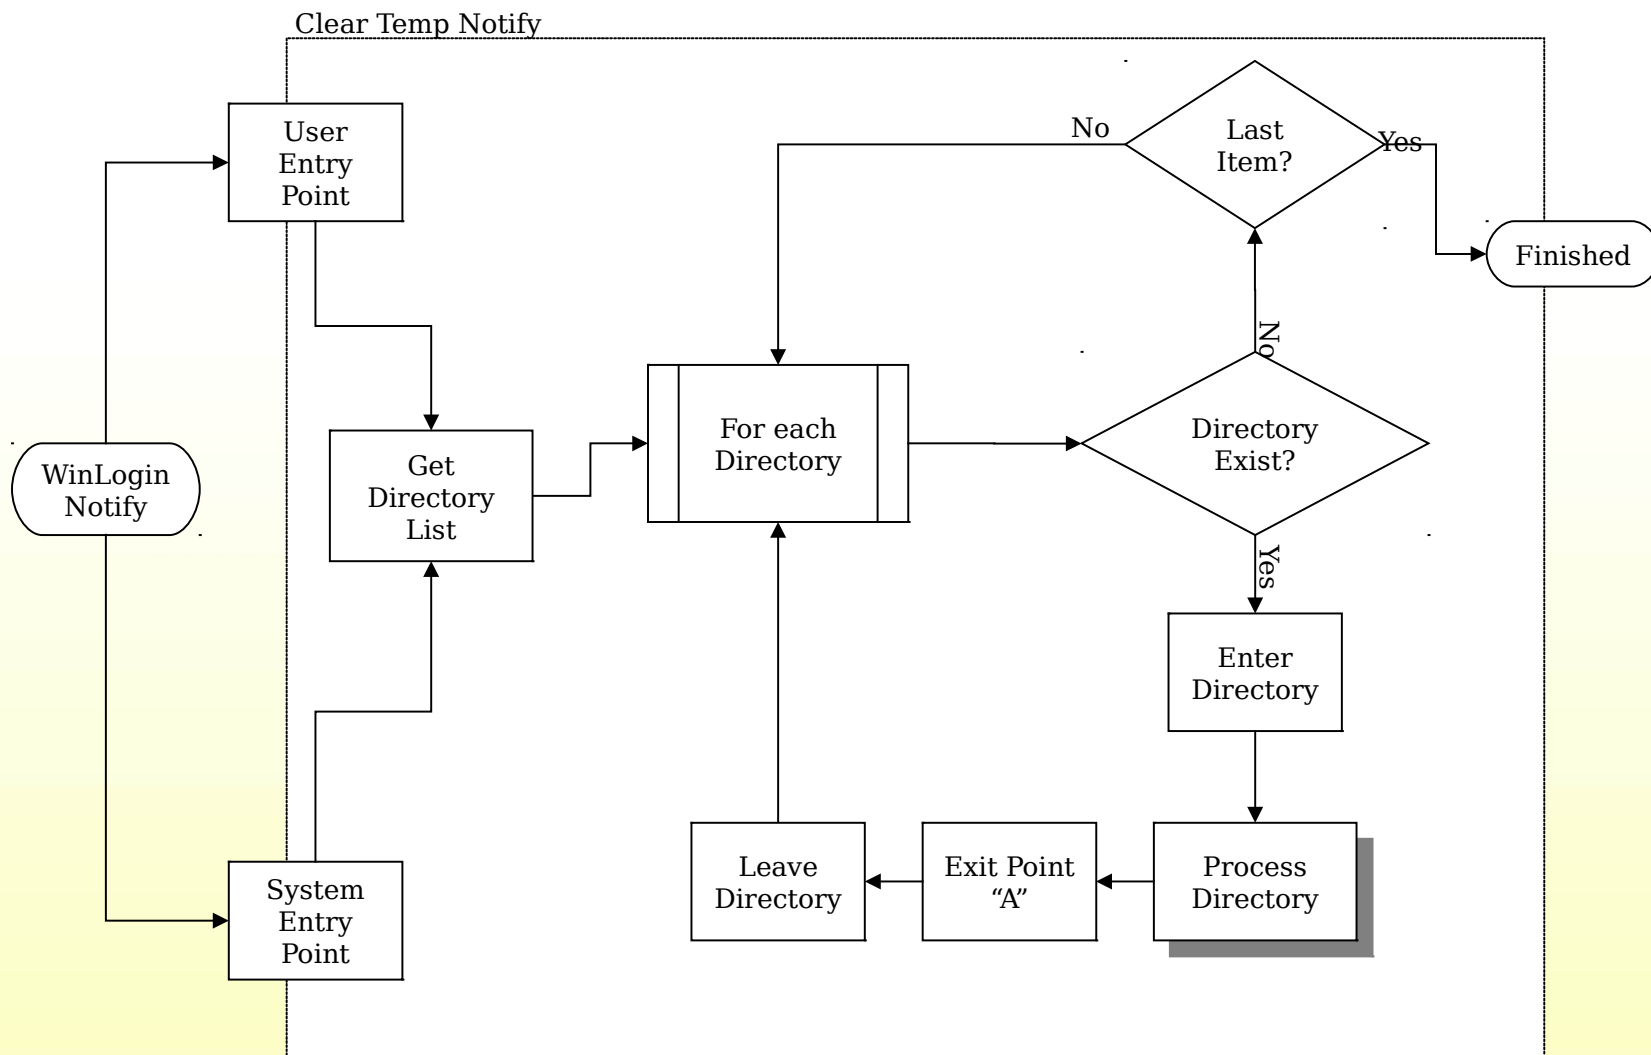 Clear Temp Notify
User
Entry
Point
No
Last
Item?
Yes
Finished
No
For each
Directory
Directory
Exist?
WinLogin
Notify
Get
Directory
List
Yes
Enter
Directory
System
Entry
Point
Leave
Directory
Exit Point
“A”
Process
Directory